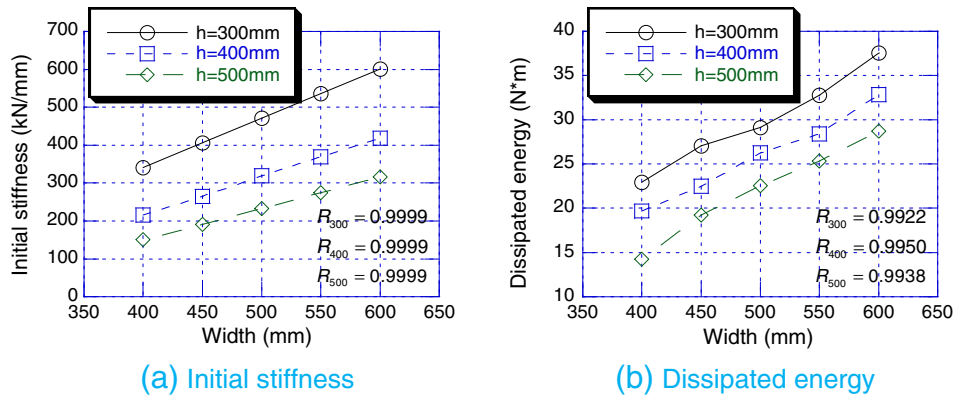 h=300mm
h=400mm
h=500mm
700
600
500
400
300
200
100
0
Initial stiffness (kN/mm)
R300 = 0.9999
R400 = 0.9999
R500 = 0.9999
350 400 450 500 550 600 650
Width (mm)
(a) Initial stiffness
h=300mm
h=400mm
h=500mm
40
35
30
25
20
15
10
Dissipated energy (N*m)
R300 = 0.9922
R400 = 0.9950
R500 = 0.9938
350 400 450 500 550 600 650
Width (mm)
(b) Dissipated energy